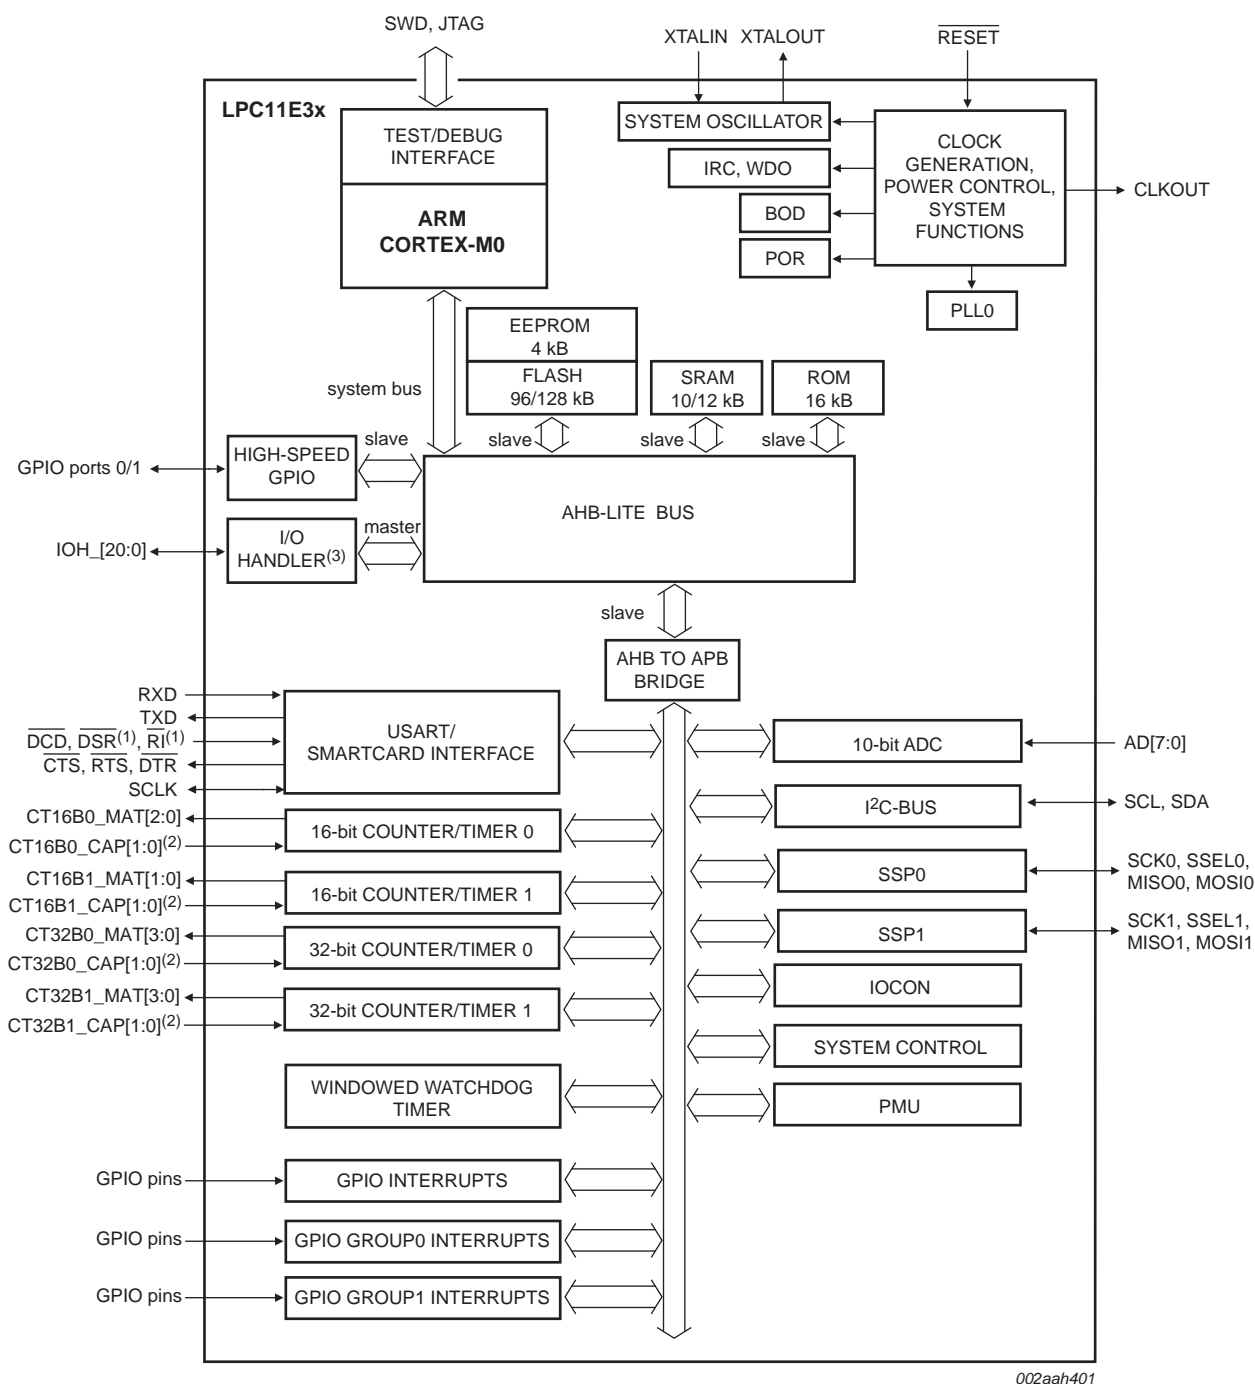 SWD, JTAG
XTALIN XTALOUT
RESET
LPC11E3x
TEST/DEBUG
INTERFACE
ARM
CORTEX-M0
SYSTEM OSCILLATOR
IRC, WDO
BOD
POR
CLOCK
GENERATION,
POWER CONTROL,
SYSTEM
FUNCTIONS
CLKOUT
PLL0
EEPROM
4 kB
FLASH
96/128 kB
SRAM
10/12 kB
ROM
16 kB
system bus
slave
slave
slave
slave
GPIO ports 0/1
HIGH-SPEED
GPIO
AHB-LITE BUS
master
IOH_[20:0]
I/O
HANDLER(3)
slave
AHB TO APB
BRIDGE
RXD
TXD
DCD, DSR(1), RI(1)
CTS, RTS, DTR
SCLK
USART/
SMARTCARD INTERFACE
10-bit ADC
AD[7:0]
CT16B0_MAT[2:0]
CT16B0_CAP[1:0](2)
16-bit COUNTER/TIMER 0
I2C-BUS
SCL, SDA
CT16B1_MAT[1:0]
CT16B1_CAP[1:0](2)
16-bit COUNTER/TIMER 1
SSP0
SCK0, SSEL0,
MISO0, MOSI0
CT32B0_MAT[3:0]
CT32B0_CAP[1:0](2)
32-bit COUNTER/TIMER 0
SSP1
SCK1, SSEL1,
MISO1, MOSI1
CT32B1_MAT[3:0]
CT32B1_CAP[1:0](2)
32-bit COUNTER/TIMER 1
IOCON
SYSTEM CONTROL
WINDOWED WATCHDOG
TIMER
PMU
GPIO pins
GPIO INTERRUPTS
GPIO pins
GPIO GROUP0 INTERRUPTS
GPIO pins
GPIO GROUP1 INTERRUPTS
002aah401